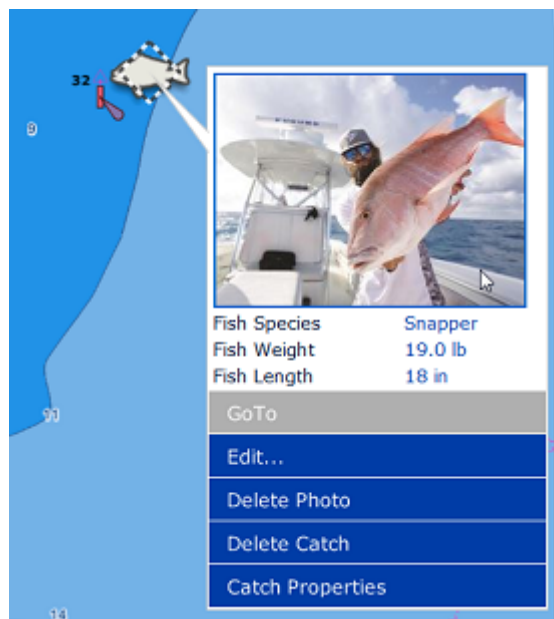 32
9
Fish Species Snapper
Fish Weight 19.0 lb
Fish Length 18 in
GoTo
11
Edit...
Delete Photo
Delete Catch
Catch Properties
14